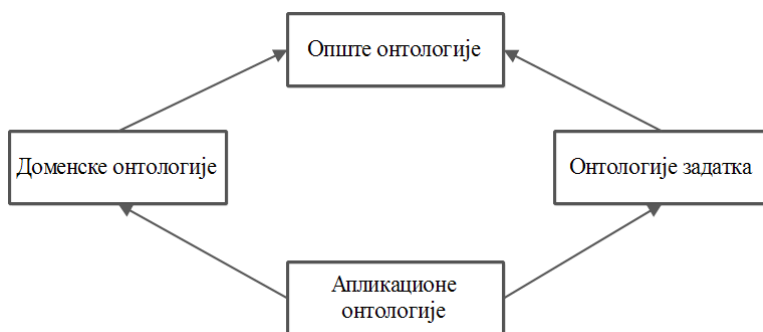 Опште онтологије
Доменске онтологије
Онтологије задатка
Апликационе
онтологије